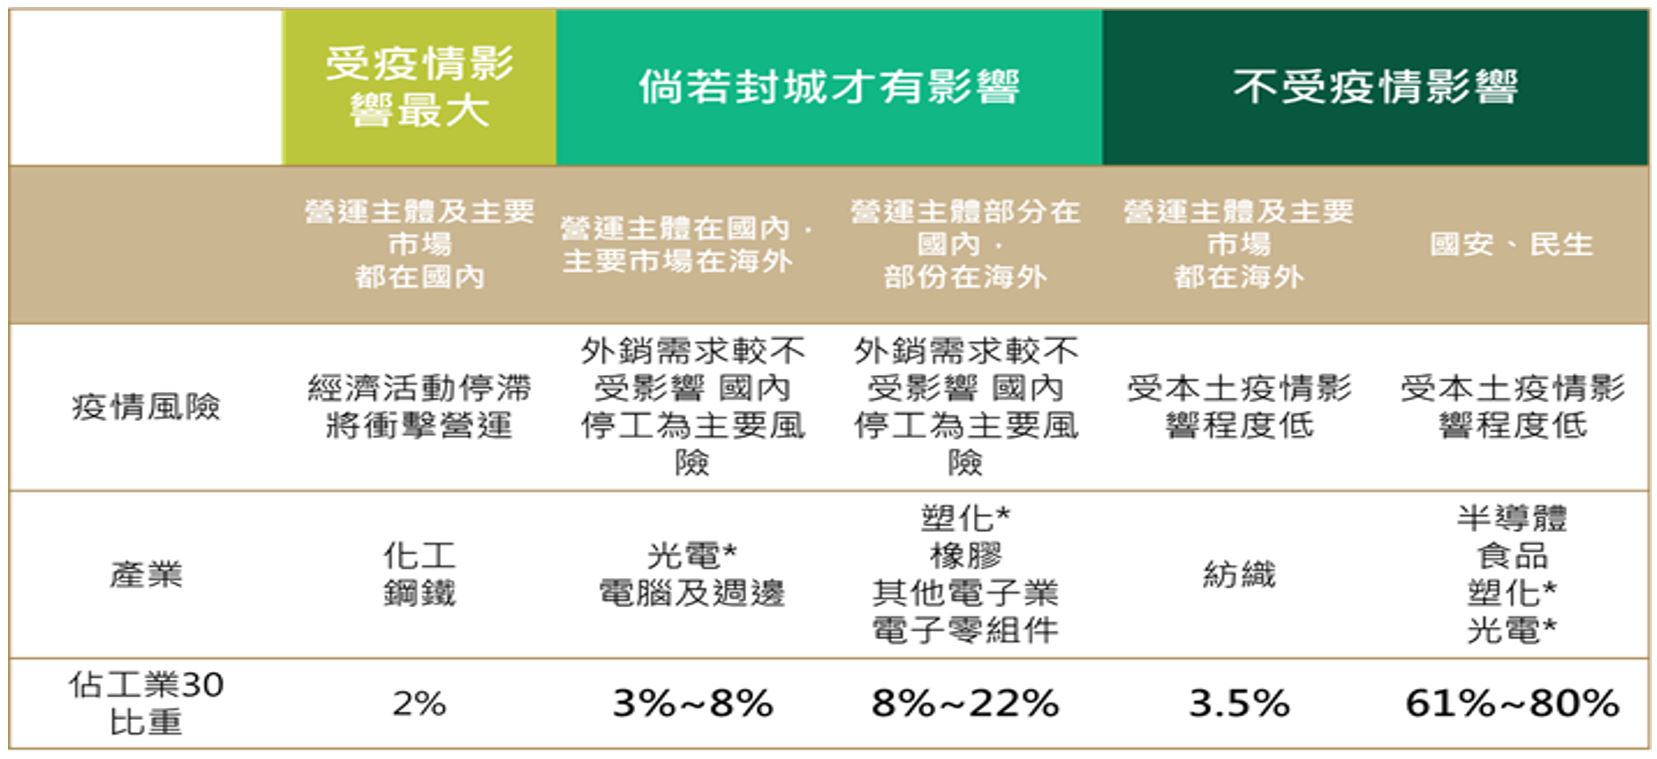 受疫情影
響最大
倘若封城才有影響
不受疫情影響
營運主體及主要
市場
都在國內
營運主體在國內，
主要市場在海外
營運主體部分在
國內，
部份在海外
營運主體及主要
市場
都在海外
國安、民生
疫情風險
經濟活動停滯
將衝擊營運
外銷需求較不
受影響 國內
停工為主要風
險
外銷需求較不
受影響 國內
停工為主要風
險
受本土疫情影
響程度低
受本土疫情影
響程度低
產業
化工
鋼鐵
光電*
電腦及週邊
塑化*
橡膠
其他電子業
電子零組件
紡織
半導體
食品
塑化*
光電*
佔工業30
比重
2%
3%~8%
8%~22%
3.5%
61%~80%